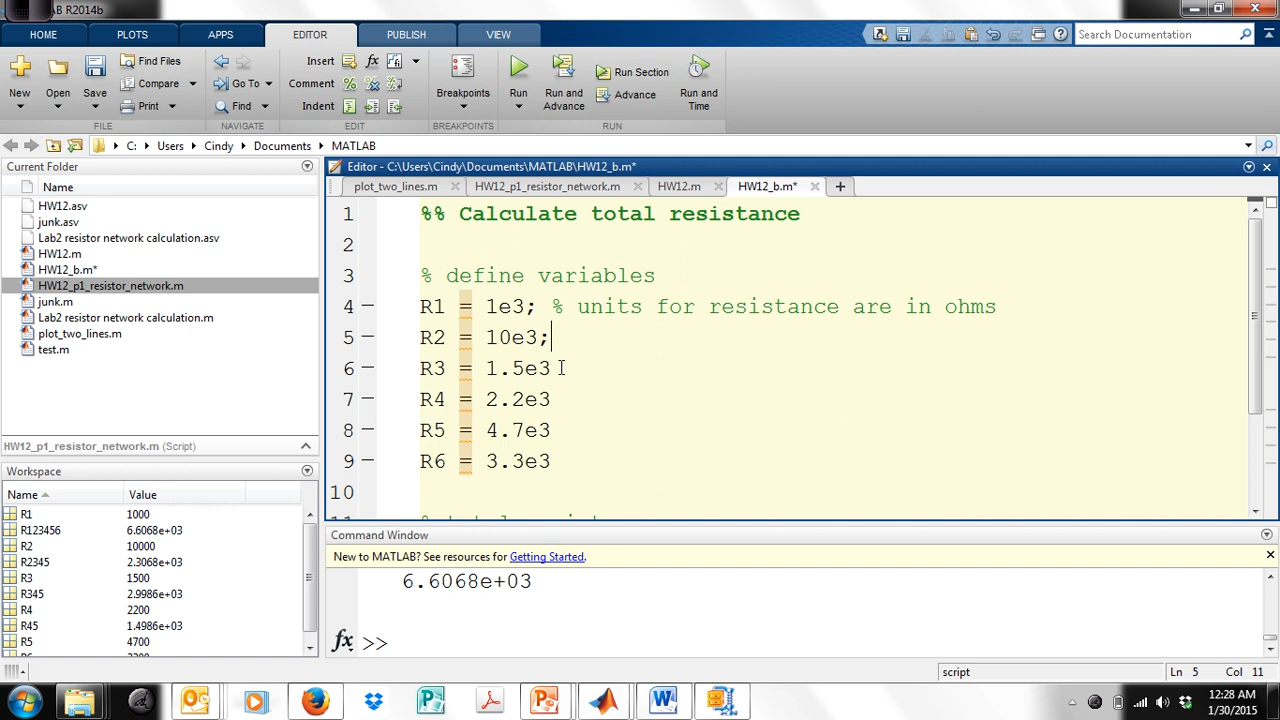 AB R2014b
HOME PLOTS APPS EDITOR PUBLISH VIEW
Search Documentation
New Open Save
Find Files
Compare
Print
FILE
Go To
Find
NAVIGATE
Insert fx
Comment
Indent
EDIT
Breakpoints
BREAKPOINTS
Run
Run and Advance
Run Section
Advance
Run and Time
RUN
C: Users Cindy Documents MATLAB
Current Folder
Name
HW12.asv
junk.asv
Lab2 resistor network calculation.asv
HW12.m
HW12_b.m*
HW12_p1_resistor_network.m
junk.m
Lab2 resistor network calculation.m
plot_two_lines.m
test.m
HW12_p1_resistor_network.m (Script)
Workspace
Name Value
R1 1000
R123456 6.6068e+03
R2 10000
R2345 2.3068e+03
R3 1500
R345 2.9986e+03
R4 2200
R45 1.4986e+03
R5 4700
Editor - C:\Users\Cindy\Documents\MATLAB\HW12_b.m*
plot_two_lines.m HW12_p1_resistor_network.m HW12.m HW12_b.m*
1 %% Calculate total resistance
2
3 % define variables
4 R1 = 1e3; % units for resistance are in ohms
5 R2 = 10e3;
6 R3 = 1.5e3
7 R4 = 2.2e3
8 R5 = 4.7e3
9 R6 = 3.3e3
10
Command Window
New to MATLAB? See resources for Getting Started.
6.6068e+03
fx >>
script Ln 5 Col 11
12:28 AM
1/30/2015